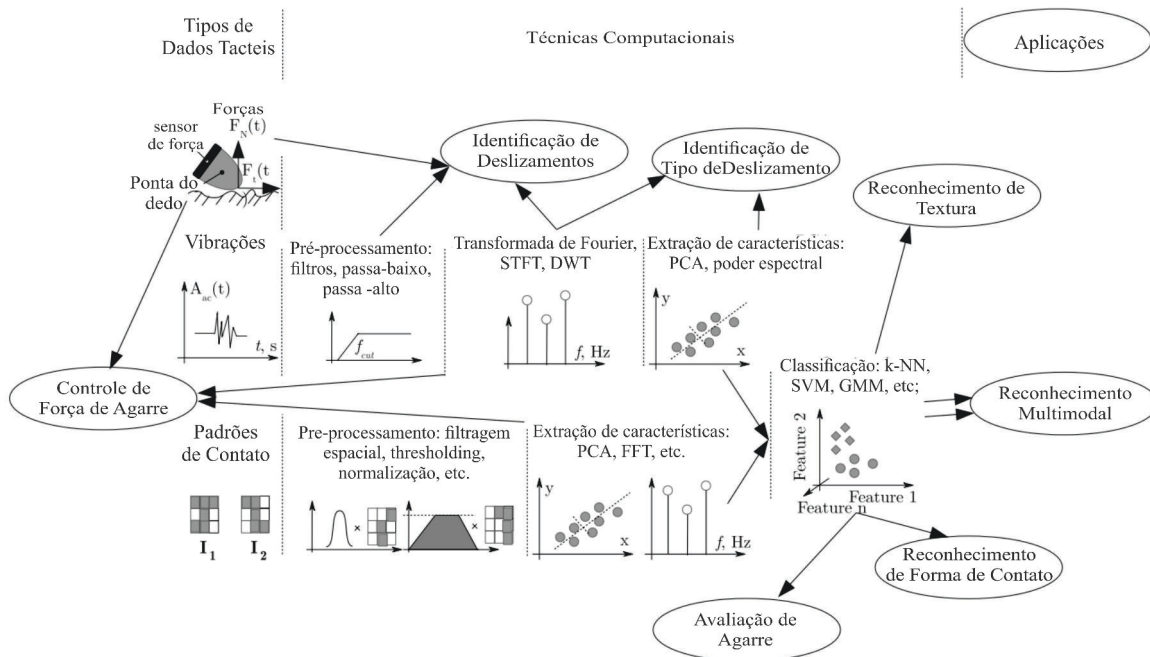 Tipos de
Dados Tacteis
Técnicas Computacionais
Aplicações
Forças
F_N(t)
sensor
de força
F_t(t
Ponta do
dedo
Identificação de
Deslizamentos
Identificação de
Tipo deDeslizamento
Reconhecimento de
Textura
Vibrações
A_ac(t)
t, s
Pré-processamento:
filtros, passa-baixo,
passa -alto
f_cut
Transformada de Fourier,
STFT, DWT
f, Hz
Extração de característifcas:
PCA, poder espectral
y
x
Controle de
Força de Agarre
Classificação: k-NN,
SVM, GMM, etc;
Feature 2
Feature 1
Feature n
Reconhecimento
Multimodal
Padrões
de Contato
I_1
I_2
Pre-processamento: filtragem
espacial, thresholding,
normalização, etc.
×
×
Extração de características:
PCA, FFT, etc.
y
x
f, Hz
Reconhecimento
de Forma de Contato
Avaliação de
Agarre